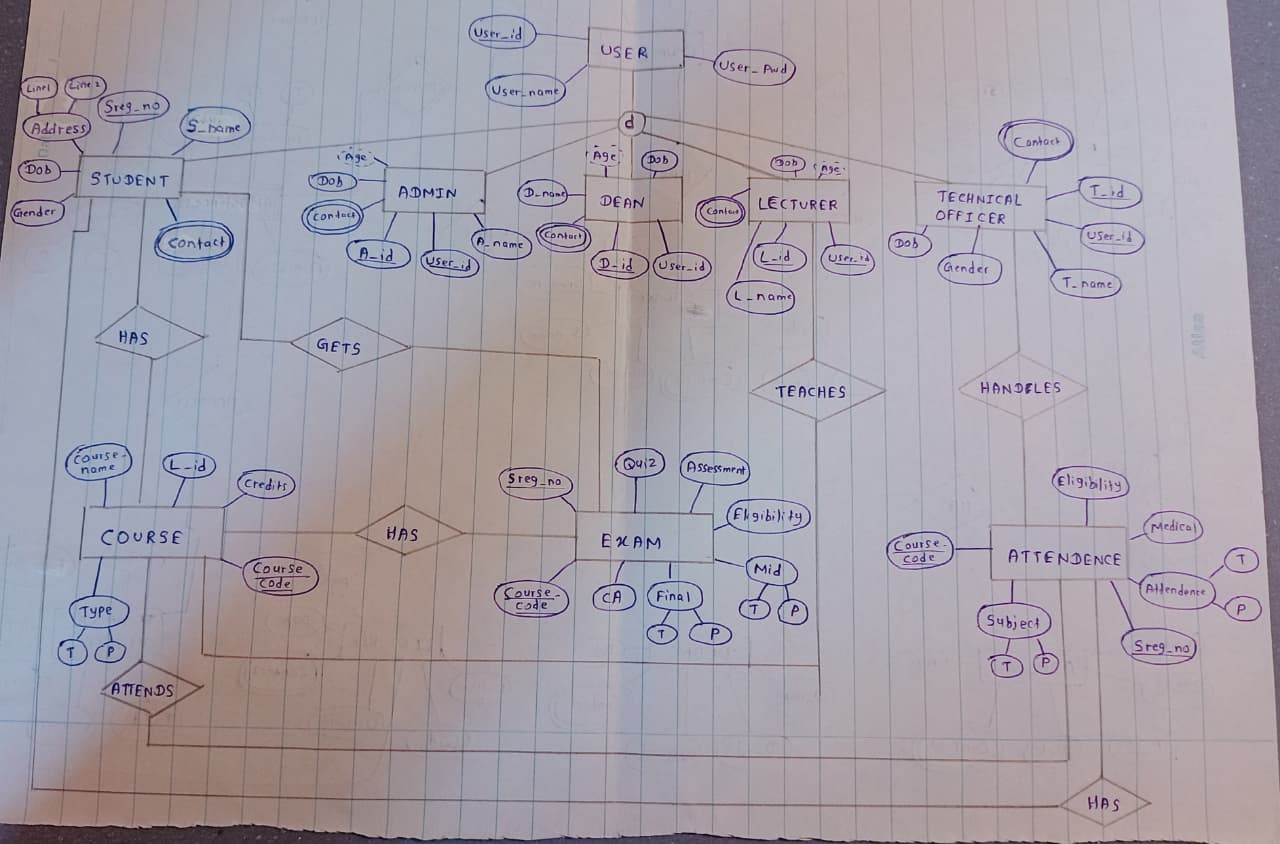 User_id
USER
User_Pwd
User_name
d
Line1
Line2
Address
Sreg_no
S_name
Dob
STUDENT
Gender
Contact
Age
Dob
ADMIN
Contact
A_id
User_id
A_name
Age
Dob
D_name
DEAN
Contact
D_id
User_id
Dob
Age
LECTURER
Contact
L_id
User_id
L_name
Contact
TECHNICAL
OFFICER
T_id
User_id
Dob
Gender
T_name
HAS
GETS
TEACHES
HANDELES
Course-
name
L_id
Credits
COURSE
Course
code
Type
T
P
ATTENDS
HAS
Sreg_no
Quiz
Assessment
Eligibility
EXAM
Course-
code
CA
Final
T
P
Mid
T
P
Eligibility
Medical
Course-
code
ATTENDENCE
Attendence
T
P
Subject
T
P
Sreg_no
HAS